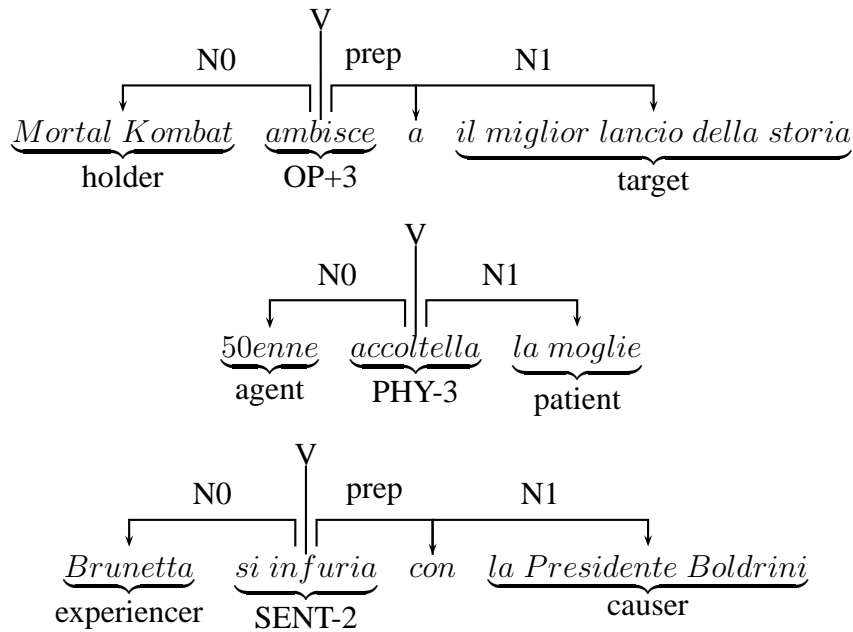 V
N0 prep N1
Mortal Kombat ambisce a il miglior lancio della storia
holder OP+3 target
V
N0 N1
50enne accoltella la moglie
agent PHY-3 patient
V
N0 prep N1
Brunetta si infuria con la Presidente Boldrini
experiencer SENT-2 causer